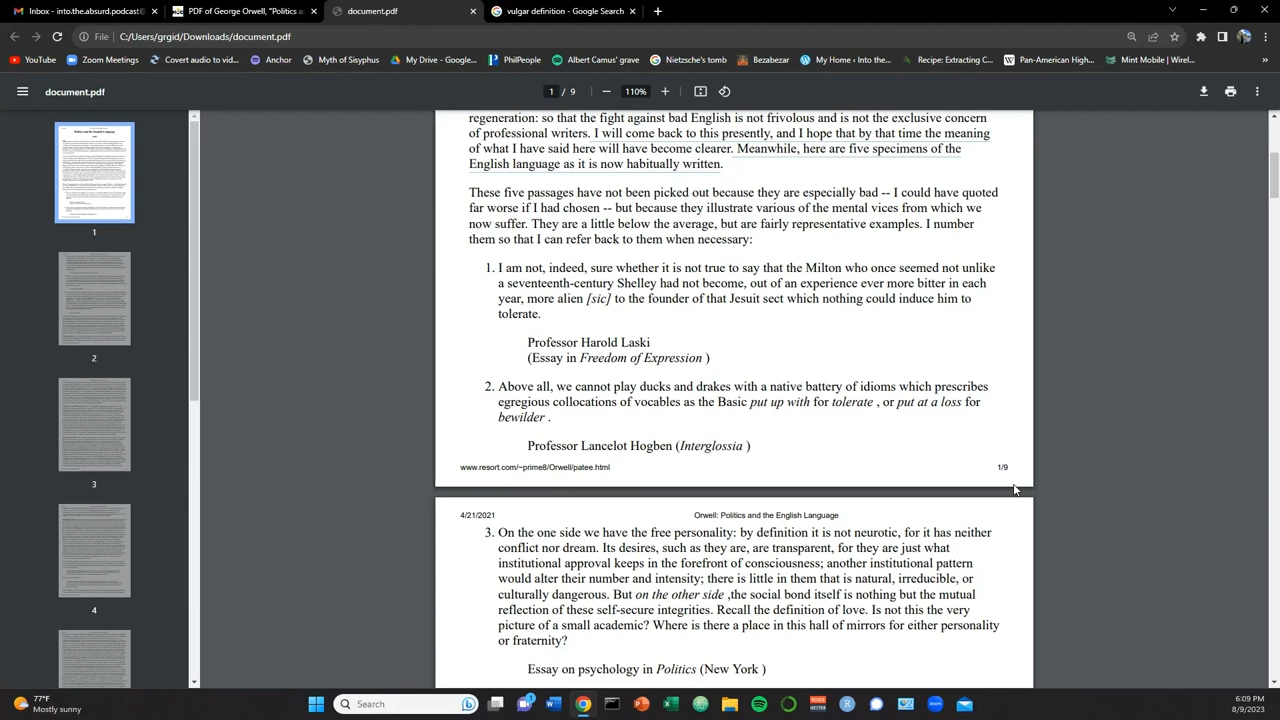 Inbox - into.the.absurd.podcast@
PDF of George Orwell, "Politics a
document.pdf
vulgar definition - Google Search
File C:/Users/grgid/Downloads/document.pdf
YouTube Zoom Meetings Covert audio to vid... Anchor Myth of Sisyphus My Drive - Google... PhilPeople Albert Camus' grave Nietzsche's tomb Bezabezar My Home ‹ Into the... Recipe: Extracting C... Pan-American High... Mint Mobile | Wirel...
document.pdf
1 / 9
110%
regeneration: so that the fight against bad English is not frivolous and is not the exclusive concern
of professional writers. I will come back to this presently, and I hope that by that time the meaning
of what I have said here will have become clearer. Meanwhile, here are five specimens of the
English language as it is now habitually written.
These five passages have not been picked out because they are especially bad -- I could have quoted
far worse if I had chosen -- but because they illustrate various of the mental vices from which we
now suffer. They are a little below the average, but are fairly representative examples. I number
them so that I can refer back to them when necessary:
1. I am not, indeed, sure whether it is not true to say that the Milton who once seemed not unlike
a seventeenth-century Shelley had not become, out of an experience ever more bitter in each
year, more alien [sic] to the founder of that Jesuit sect which nothing could induce him to
tolerate.
Professor Harold Laski
(Essay in Freedom of Expression )
2. Above all, we cannot play ducks and drakes with a native battery of idioms which prescribes
egregious collocations of vocables as the Basic put up with for tolerate , or put at a loss for
bewilder .
Professor Lancelot Hogben (Interglossia )
www.resort.com/~prime8/Orwell/patee.html 1/9
4/21/2021 Orwell: Politics and the English Language
3. On the one side we have the free personality: by definition it is not neurotic, for it has neither
conflict nor dream. Its desires, such as they are, are transparent, for they are just what
institutional approval keeps in the forefront of consciousness; another institutional pattern
would alter their number and intensity; there is little in them that is natural, irreducible, or
culturally dangerous. But on the other side ,the social bond itself is nothing but the mutual
reflection of these self-secure integrities. Recall the definition of love. Is not this the very
picture of a small academic? Where is there a place in this hall of mirrors for either personality
or fraternity?
Essay on psychology in Politics (New York )
1
2
3
4
77°F
Mostly sunny
Search
6:09 PM
8/9/2023